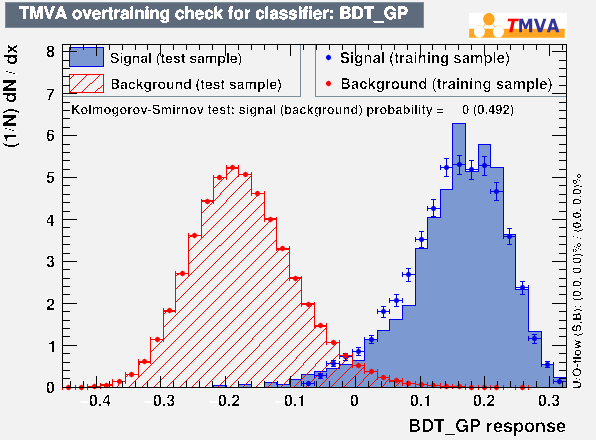 TMVA overtraining check for classifier: BDT_GP
TMVA
Signal (test sample)
Background (test sample)
Signal (training sample)
Background (training sample)
Kolmogorov-Smirnov test: signal (background) probability = 0 (0.492)
(1/N) dN / dx
8
7
6
5
4
3
2
1
0
-0.4 -0.3 -0.2 -0.1 0 0.1 0.2 0.3
BDT_GP response
U/O-flow (S,B): (0.0, 0.0)% / (0.0, 0.0)%